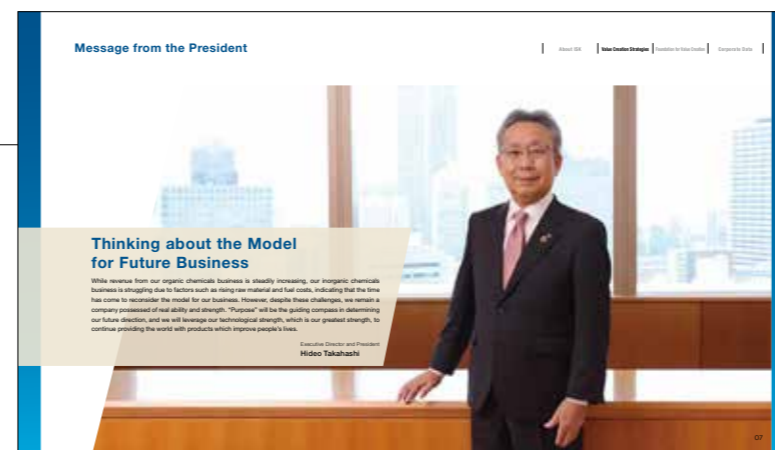 Message from the President
About ISK
Value Creation Strategies
Foundation for Value Creation
Corporate Data
Thinking about the Model
for Future Business
While revenue from our organic chemicals business is steadily increasing, our inorganic chemicals
business is struggling due to factors such as rising raw material and fuel costs, indicating that the time
has come to reconsider the model for our business. However, despite these challenges, we remain a
company possessed of real ability and strength. “Purpose” will be the guiding compass in determining
our future direction, and we will leverage our technological strength, which is our greatest strength, to
continue providing the world with products which improve people's lives.
Executive Director and President
Hideo Takahashi
07